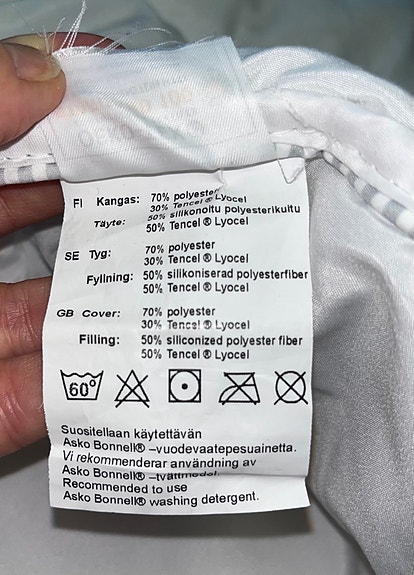 FI Kangas: 70% polyester
30% Tencel ® Lyocel
Täyte: 50% silikonoitu polyesterikuitu
50% Tencel ® Lyocel
SE Tyg: 70% polyester
30% Tencel ® Lyocel
Fyllning: 50% silikoniserad polyesterfiber
50% Tencel ® Lyocel
GB Cover: 70% polyester
30% Tencel ® Lyocel
Filling: 50% siliconized polyester fiber
50% Tencel ® Lyocel
60°
Suositellaan käytettävän
Asko Bonnell® –vuodevaatepesuainetta.
Vi rekommenderar användning av
Asko Bonnell® –tvättmedel.
Recommended to use
Asko Bonnell® washing detergent.